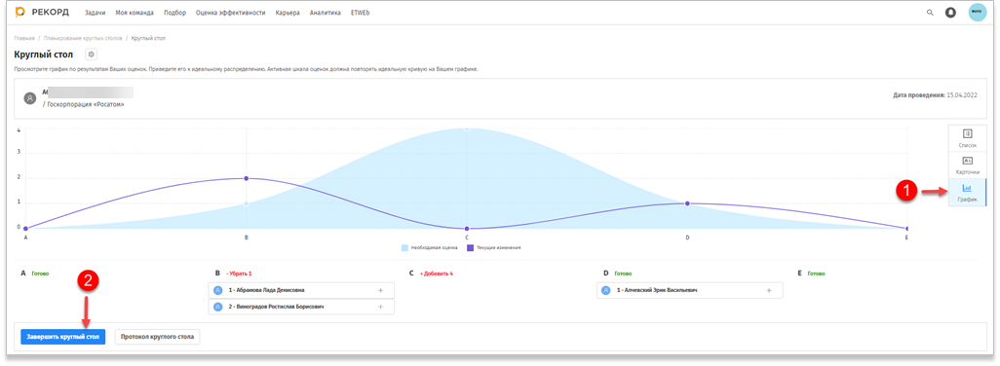 РЕКОРД Задачи Моя команда Подбор Оценка эффективности Карьера Аналитика ETWEb
Главная / Планирование круглых столов / Круглый стол
Круглый стол
Просмотрите график по результатам Ваших оценок. Приведите его к идеальному распределению. Активная шкала оценок должна повторять идеальную кривую на Вашем графике.
/ Госкорпорация «Росатом»
Дата проведения: 15.04.2022
4
3
2
1
0
A B C D E
Необходимая оценка Текущие изменения
Список
Карточки
График
1
A Готово B - Убрать 1 C + Добавить 4 D Готово E Готово
1 - Абрамова Лада Денисовна +
2 - Виноградов Ростислав Борисович +
1 - Алчевский Эрик Васильевич +
2
Завершить круглый стол Протокол круглого стола